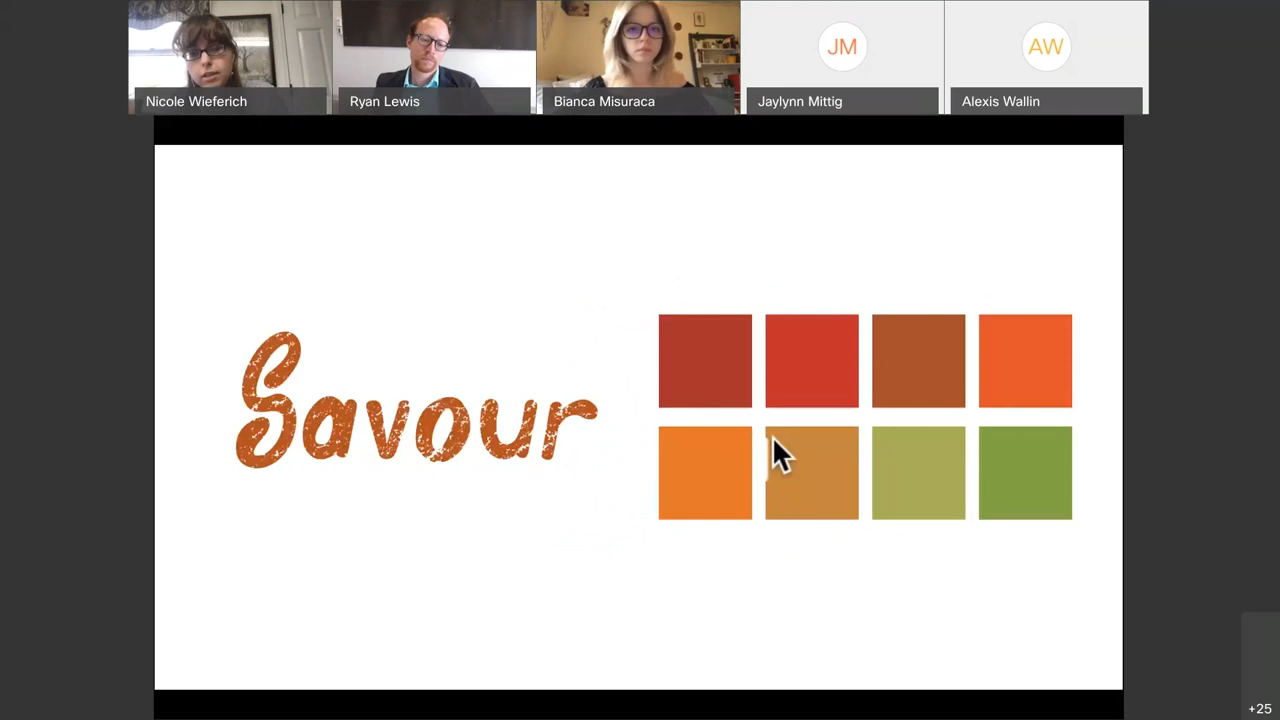 JM
AW
Nicole Wieferich
Ryan Lewis
Bianca Misuraca
Jaylynn Mittig
Alexis Wallin
Savour
+25